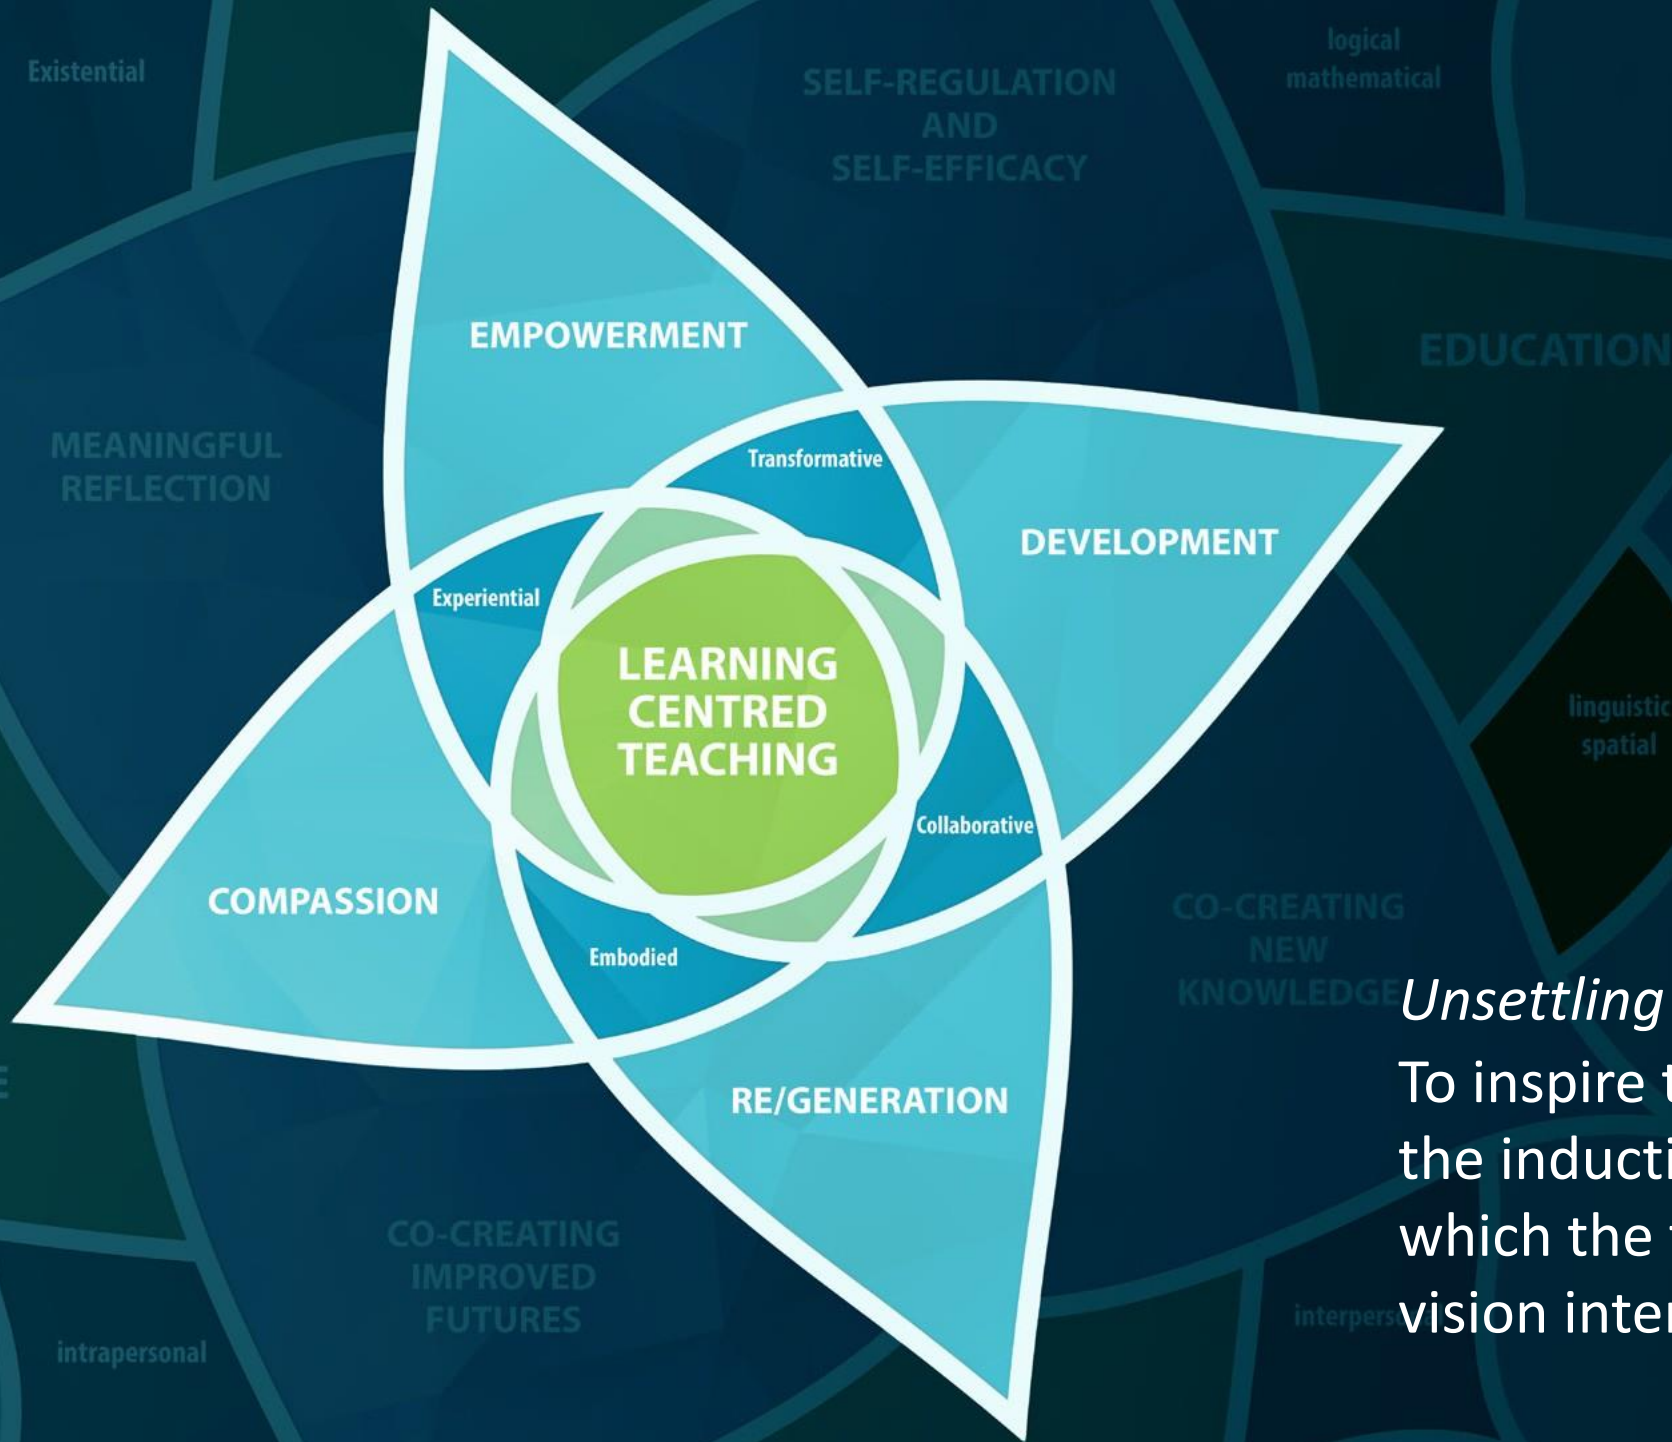 Existential
logical
mathematical
SELF-REGULATION
AND
SELF-EFFICACY
EMPOWERMENT
EDUCATION
MEANINGFUL
REFLECTION
Transformative
DEVELOPMENT
Experiential
LEARNING
CENTRED
TEACHING
linguistic
spatial
Collaborative
COMPASSION
CO-CREATING
NEW
KNOWLEDGE
Embodied
Unsettling
To inspire
the
which the
vision
RE/GENERATION
CO-CREATING
IMPROVED
FUTURES
intrapersonal